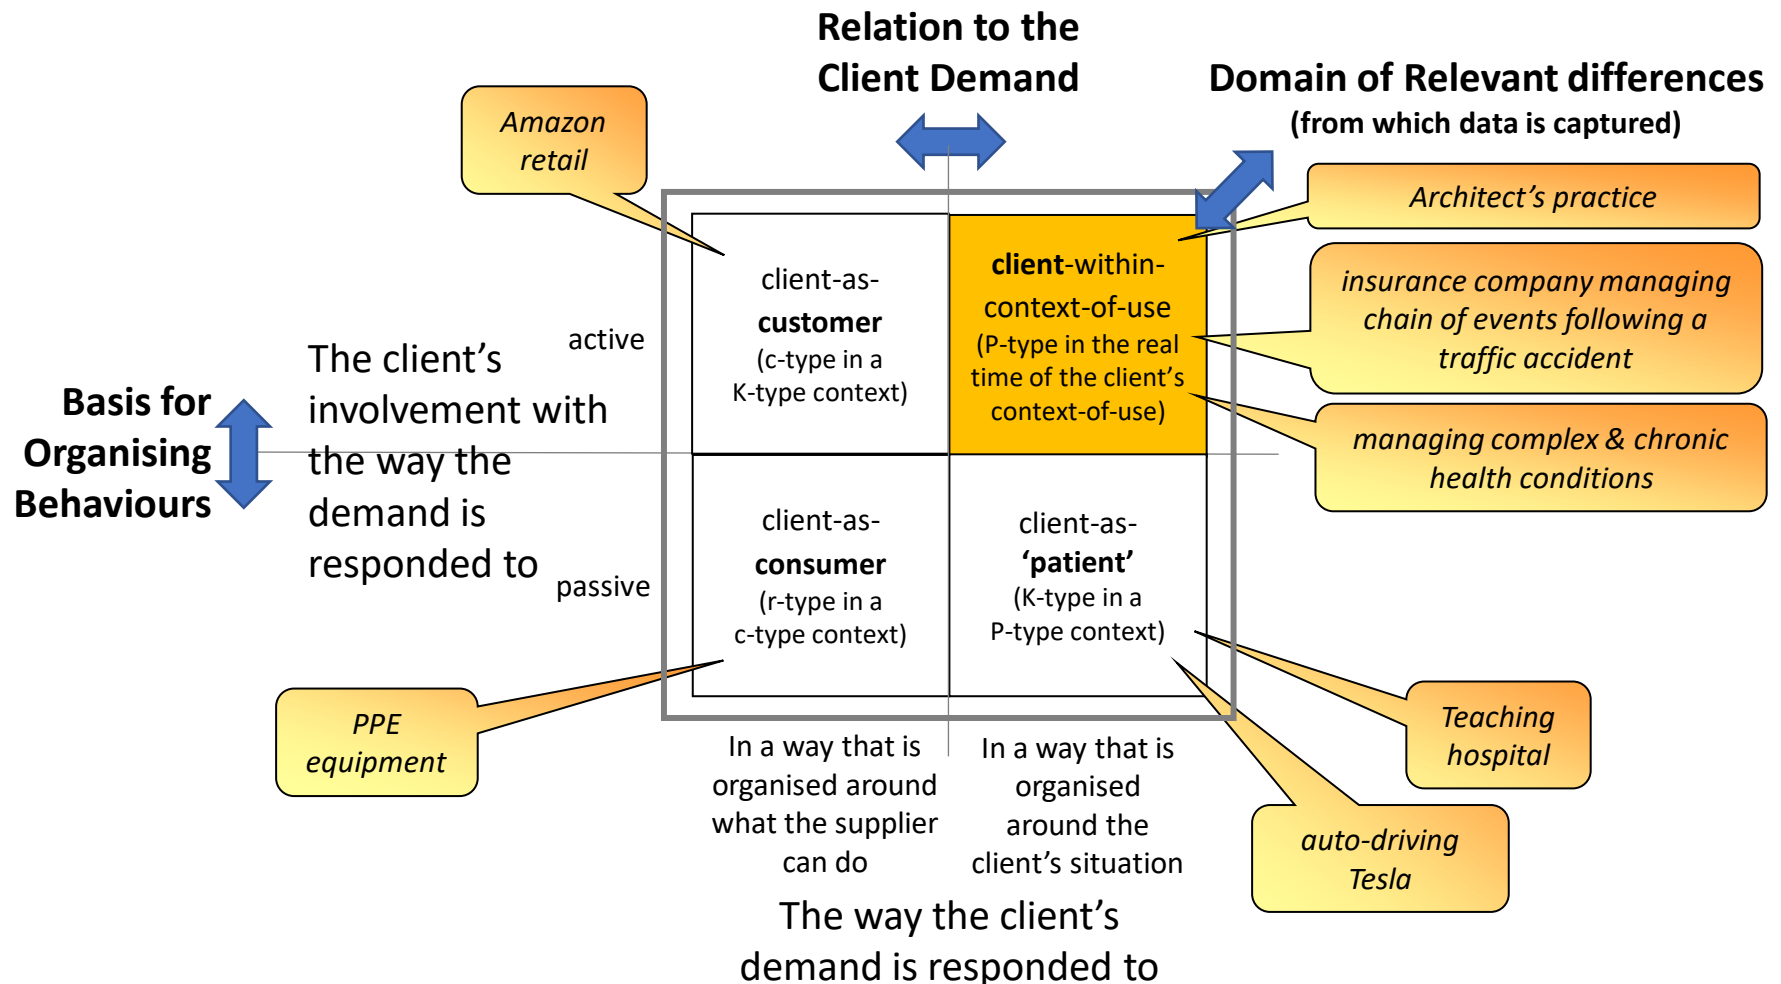 Relation to the
Client Demand
Domain of Relevant differences
(from which data is captured)
Amazon
retail
Architect’s practice
insurance company managing
chain of events following a
traffic accident
managing complex & chronic
health conditions
client-as-
customer
(c-type in a
K-type context)
client-within-
context-of-use
(P-type in the real
time of the client’s
context-of-use)
active
The client’s
involvement with
the way the
demand is
responded to
Basis for
Organising
Behaviours
passive
client-as-
consumer
(r-type in a
c-type context)
client-as-
‘patient’
(K-type in a
P-type context)
PPE
equipment
Teaching
hospital
auto-driving
Tesla
In a way that is
organised around
what the supplier
can do
In a way that is
organised
around the
client’s situation
The way the client’s
demand is responded to